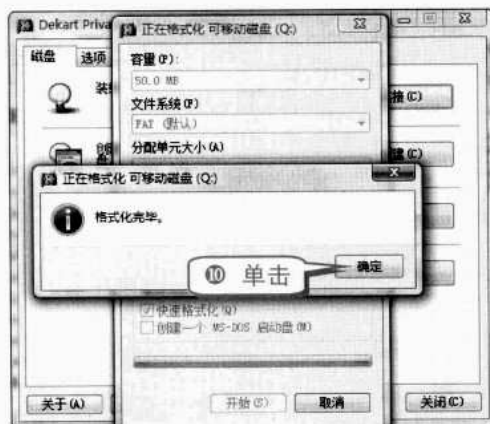 Dekart Priva
正在格式化 可移动磁盘 (Q:)
磁盘
选项
容量(P):
50.0 MB
文件系统(F)
FAT (默认)
分配单元大小(A)
正在格式化 可移动磁盘 (Q:)
格式化完毕。
确定
⑩ 单击
快速格式化(Q)
创建一个 MS-DOS 启动盘(M)
关于(A)
开始(S)
取消
关闭(C)